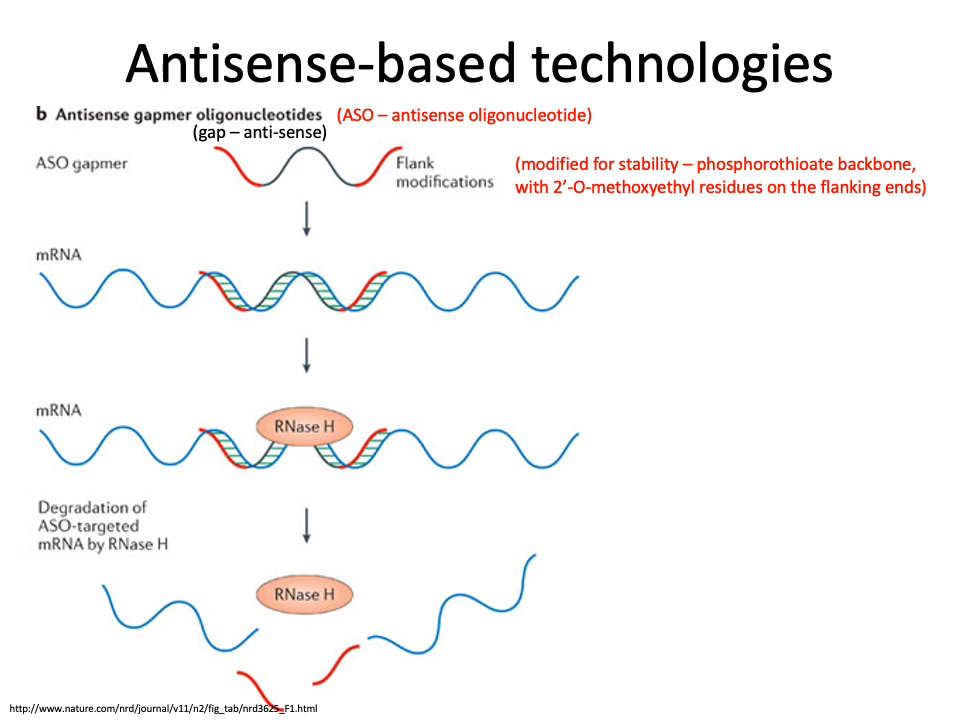 Antisense-based technologies
b Antisense gapmer oligonucleotides (ASO – antisense oligonucleotide)
(gap – anti-sense)
ASO gapmer
Flank
modifications
(modified for stability – phosphorothioate backbone,
with 2’-O-methoxyethyl residues on the flanking ends)
mRNA
mRNA
RNase H
Degradation of
ASO-targeted
mRNA by RNase H
RNase H
http://www.nature.com/nrd/journal/v11/n2/fig_tab/nrd3625_F1.html